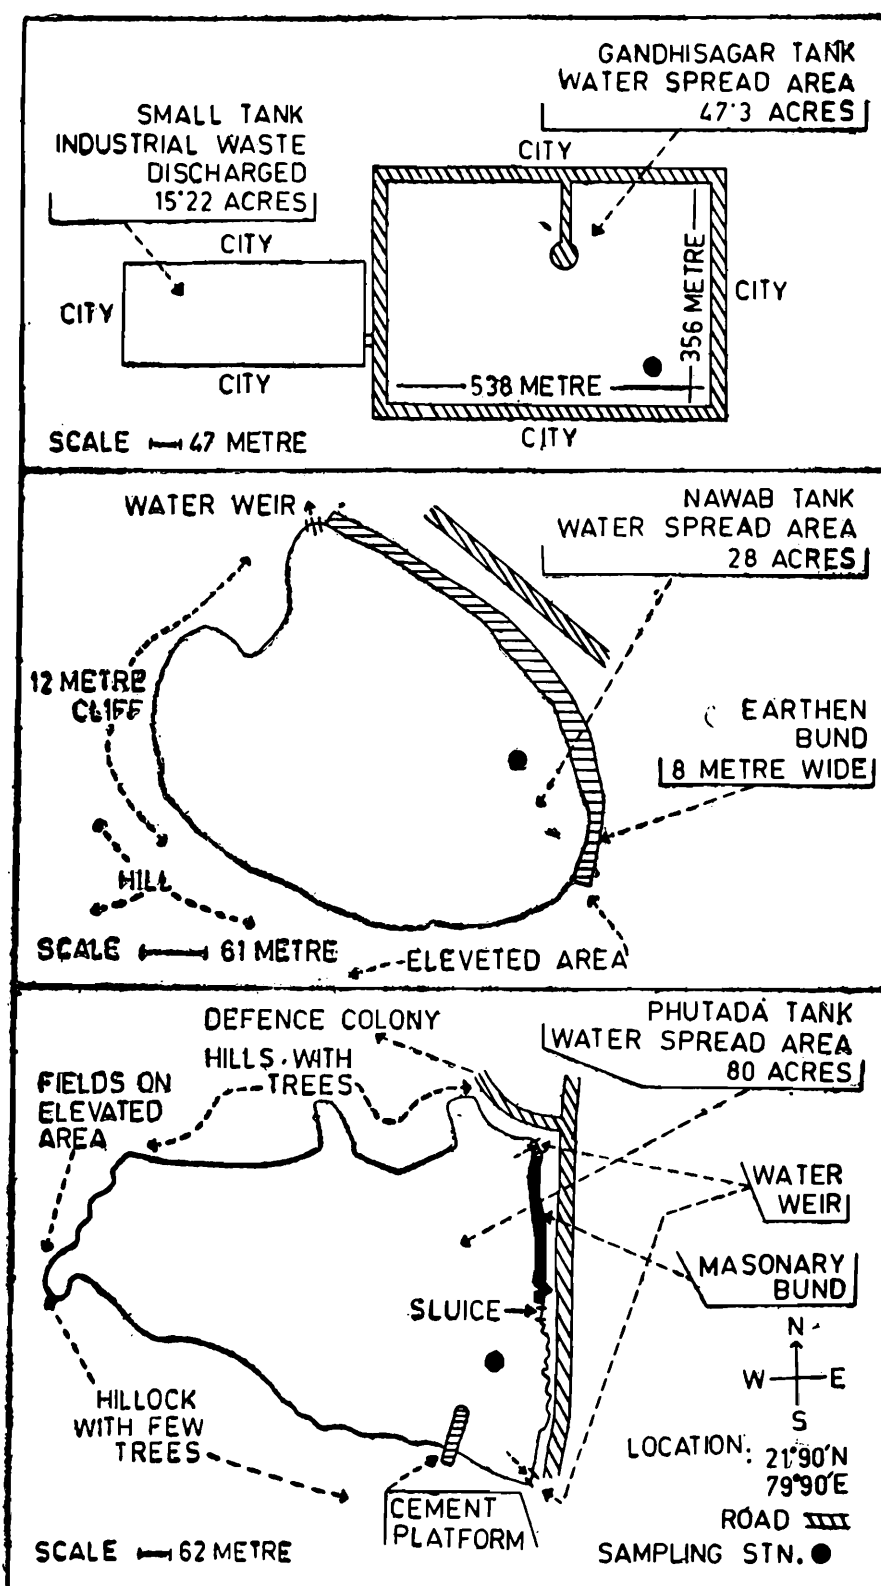 GANDHISAGAR TANK
WATER SPREAD AREA
47·3 ACRES
SMALL TANK
INDUSTRIAL WASTE
DISCHARGED
15·22 ACRES
CITY
CITY
CITY
CITY
CITY
CITY
356 METRE
538 METRE
SCALE 47 METRE
WATER WEIR
NAWAB TANK
WATER SPREAD AREA
28 ACRES
12 METRE
CLIFF
EARTHEN
BUND
8 METRE WIDE
HILL
SCALE 61 METRE
ELEVETED AREA
DEFENCE COLONY
PHUTADA TANK
WATER SPREAD AREA
80 ACRES
HILLS WITH
TREES
FIELDS ON
ELEVATED
AREA
WATER
WEIR
MASONARY
BUND
SLUICE
N
W E
S
HILLOCK
WITH FEW
TREES
LOCATION: 21°90'N
79°90'E
CEMENT
PLATFORM
ROAD
SCALE 62 METRE
SAMPLING STN.